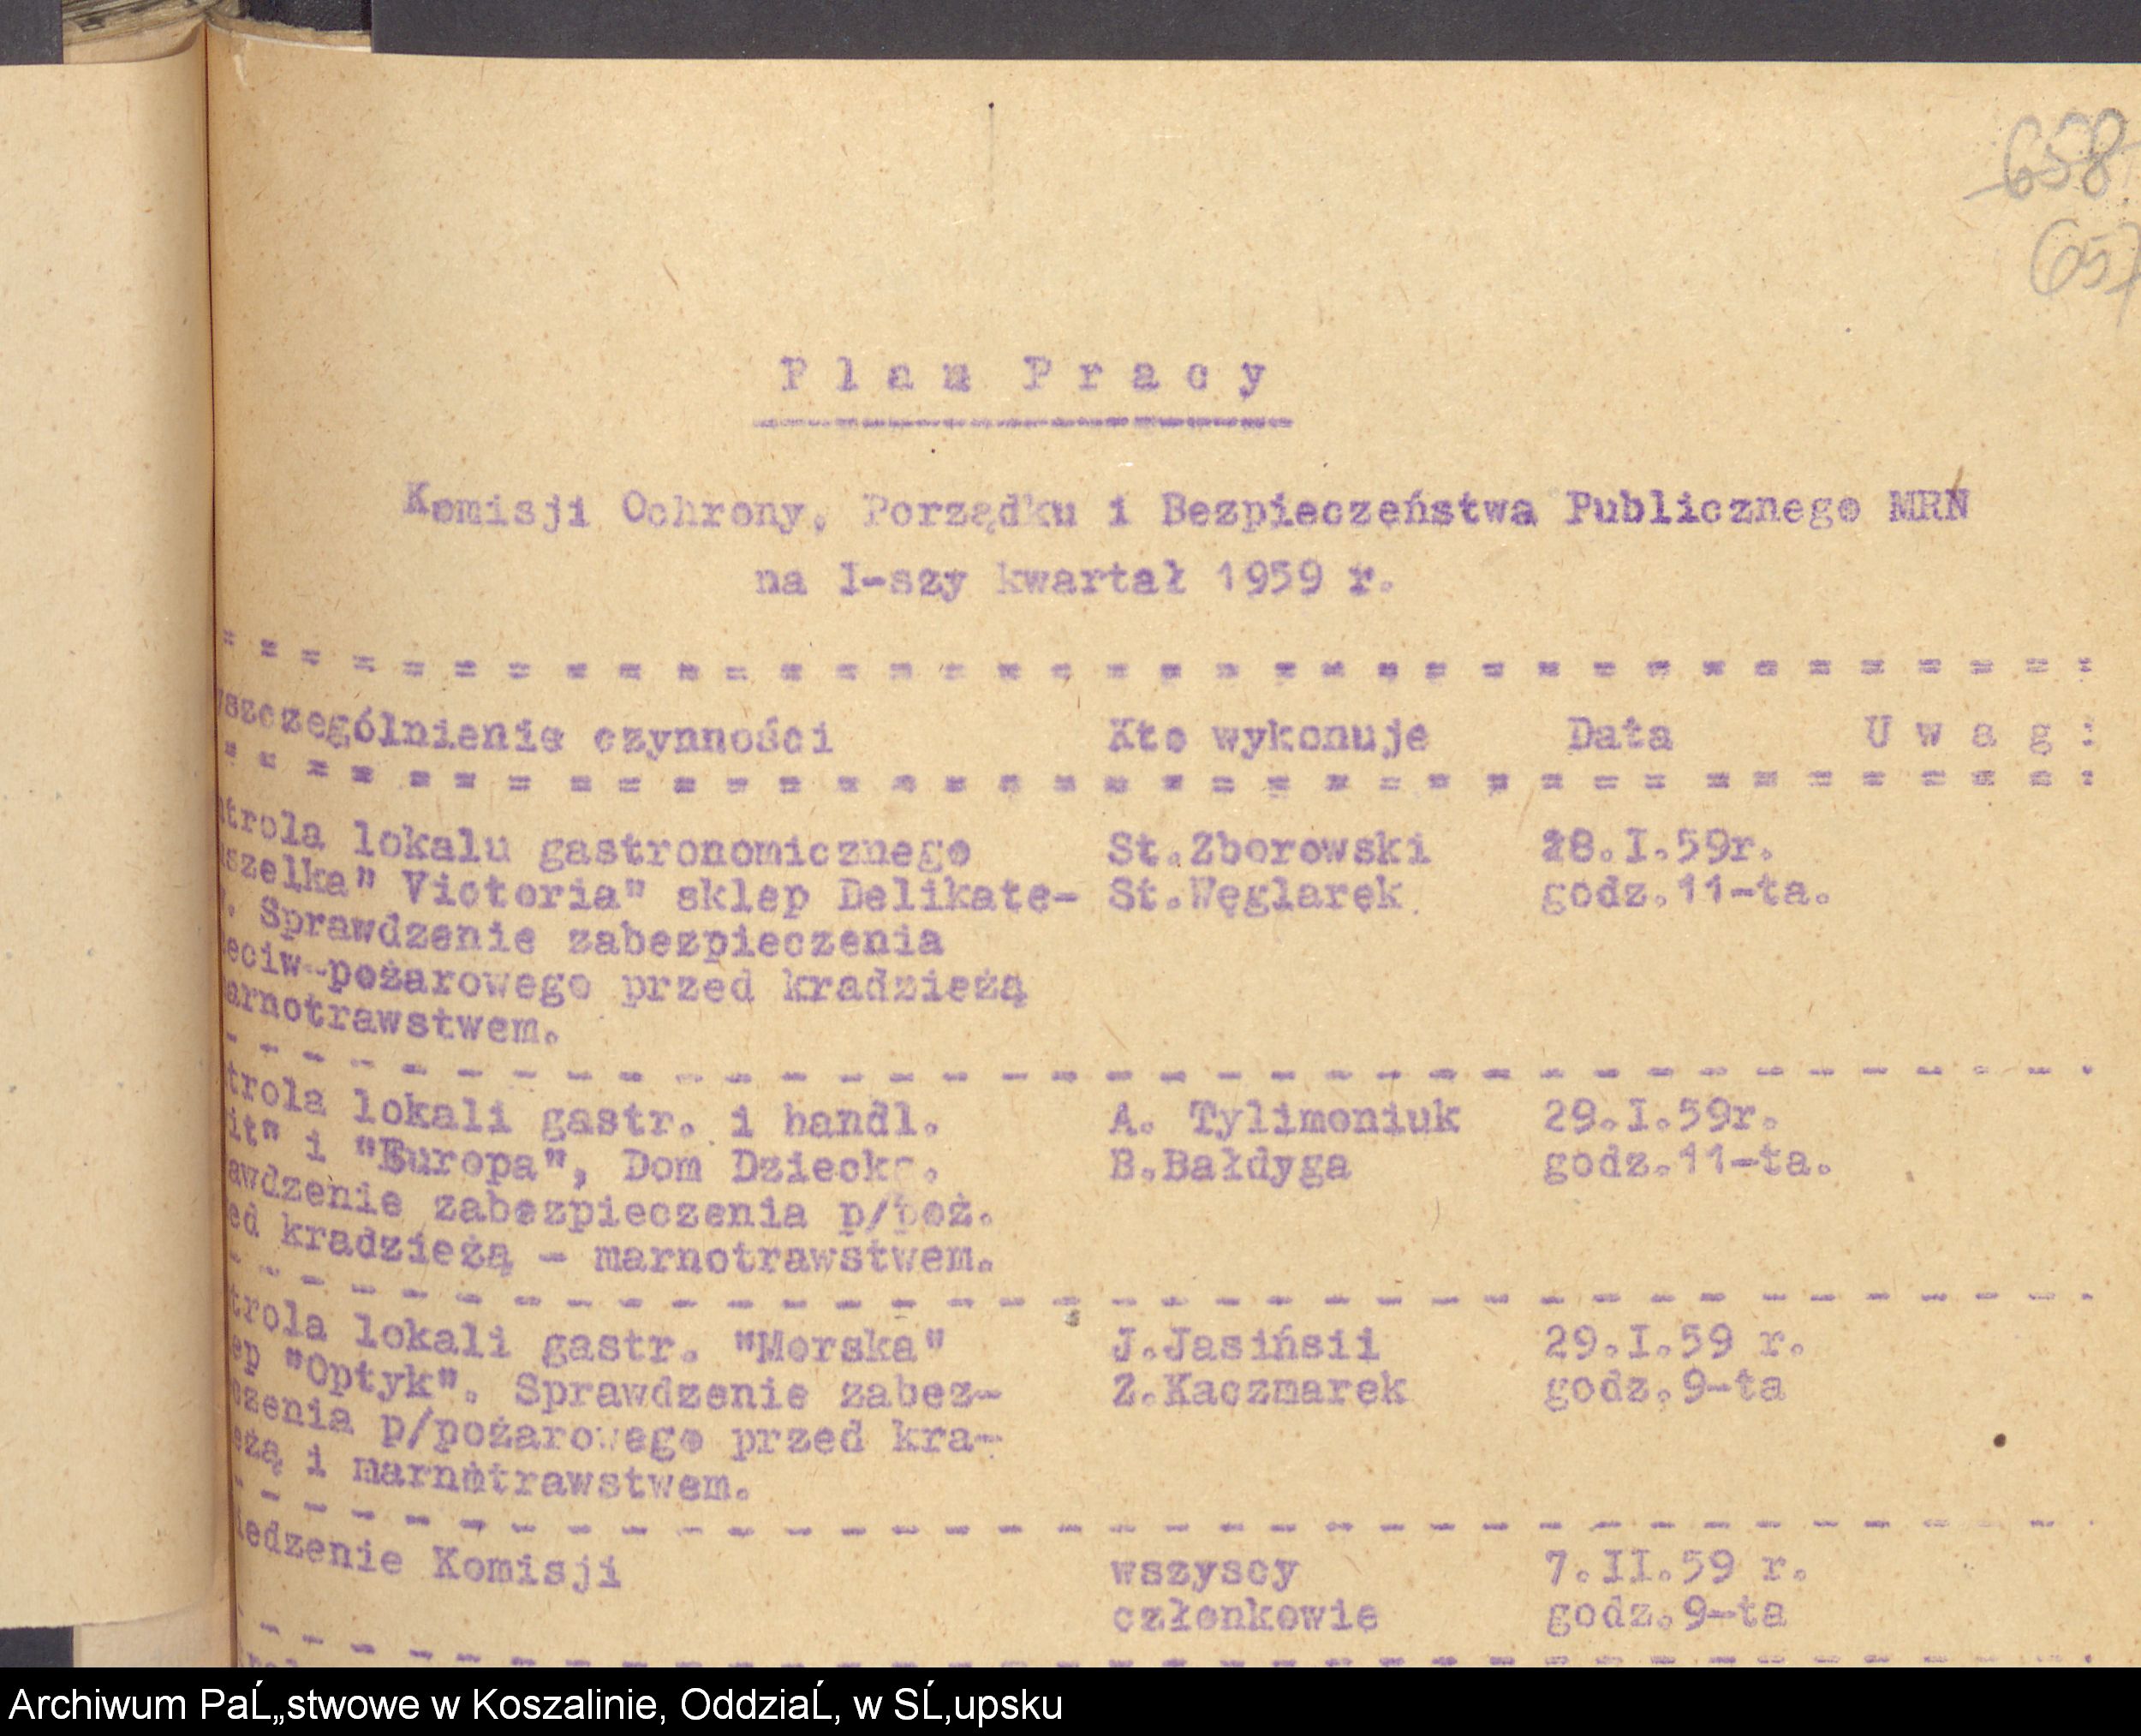 658
657
Plan Pracy
Komisji Ochrony, Porządku i Bezpieczeństwa Publicznego MRN
na I-szy kwartał 1959 r.
= = = = = = = = = = = = = = = = = = = = = = = = = = = = = = = = = = =
yszczególnienie czynności Kto wykonuje Data U w a g i
= = = = = = = = = = = = = = = = = = = = = = = = = = = = = = = = = = =
ntrola lokalu gastronomicznego St.Zborowski 28.I.59r.
uszelka" Victoria" sklep Delikate- St.Węglarek godz.11-ta.
. Sprawdzenie zabezpieczenia
eciw-pożarowego przed kradzieżą
arnotrawstwem.
- - - - - - - - - - - - - - - - - - - - - - - - - - - - - - - - - - -
trola lokali gastr. i handl. A. Tylimoniuk 29.I.59r.
it" i "Europa", Dom Dziecka. B.Bałdyga godz.11-ta.
awdzenie zabezpieczenia p/poż.
ed kradzieżą - marnotrawstwem.
- - - - - - - - - - - - - - - - - - - - - - - - - - - - - - - - - - -
trola lokali gastr. "Morska" J.Jasińsii 29.I.59 r.
ep "Optyk". Sprawdzenie zabez- Z.Kaczmarek godz.9-ta
czenia p/pożarowego przed kra-
eżą i marnotrawstwem.
- - - - - - - - - - - - - - - - - - - - - - - - - - - - - - - - - - -
iedzenie Komisji wszyscy 7.II.59 r.
członkowie godz.9-ta
- - - - - - - - - - - - - - - - - - - - - - - - - - - - - - - - - - -
Archiwum PaĹ„stwowe w Koszalinie, OddziaĹ‚ w SĹ‚upsku